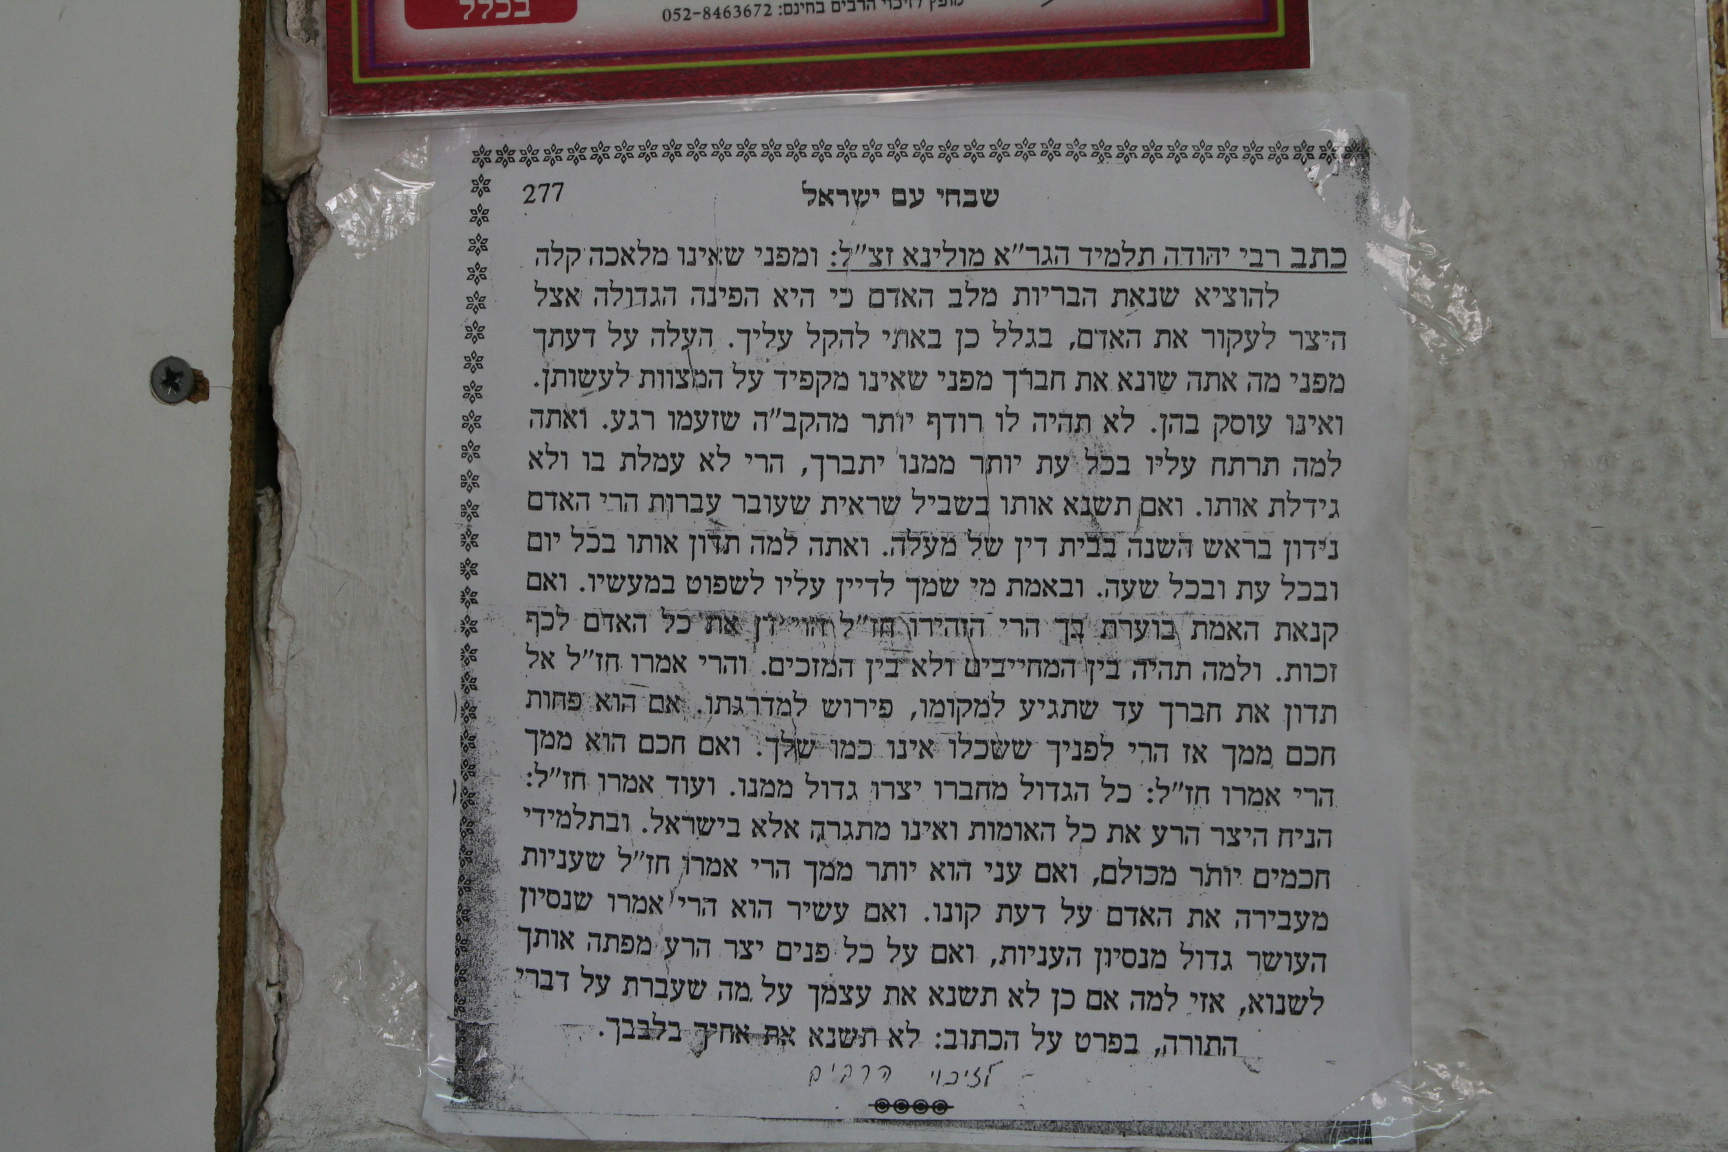 בכלל
מופץ לזיכוי הרבים בחינם: 052-8463672
277 שבחי עם ישראל
כתב רבי יהודה תלמיד הגר״א מולינא זצ״ל: ומפני שאינו מלאכה קלה
להוציא שנאת הבריות מלב האדם כי היא הפינה הגדולה אצל
היצר לעקור את האדם, בגלל כן באתי להקל עליך. העלה על דעתך
מפני מה אתה שונא את חברך מפני שאינו מקפיד על המצוות לעשותן.
ואינו עוסק בהן. לא תהיה לו רודף יותר מהקב״ה שזעמו רגע. ואתה
למה תרתח עליו בכל עת יותר ממנו יתברך, הרי לא עמלת בו ולא
גידלת אותו. ואם תשנא אותו בשביל שראית שעובר עברות הרי האדם
נידון בראש השנה בבית דין של מעלה. ואתה למה תדון אותו בכל יום
ובכל עת ובכל שעה. ובאמת מי שמך לדיין עליו לשפוט במעשיו. ואם
קנאת האמת בוערת בך הרי הזהירו חז״ל הוי דן את כל האדם לכף
זכות. ולמה תהיה בין המחייבים ולא בין המזכים. והרי אמרו חז״ל אל
תדון את חברך עד שתגיע למקומו, פירוש למדרגתו. אם הוא פחות
חכם ממך אז הרי לפניך ששכלו אינו כמו שלך. ואם חכם הוא ממך
הרי אמרו חז״ל: כל הגדול מחברו יצרו גדול ממנו. ועוד אמרו חז״ל:
הניח היצר הרע את כל האומות ואינו מתגרה אלא בישראל. ובתלמידי
חכמים יותר מכולם, ואם עני הוא יותר ממך הרי אמרו חז״ל שעניות
מעבירה את האדם על דעת קונו. ואם עשיר הוא הרי אמרו שנסיון
העושר גדול מנסיון העניות, ואם על כל פנים יצר הרע מפתה אותך
לשנוא, אזי למה אם כן לא תשנא את עצמך על מה שעברת על דברי
התורה, בפרט על הכתוב: לא תשנא את אחיך בלבבך.
לזיכוי הרבים